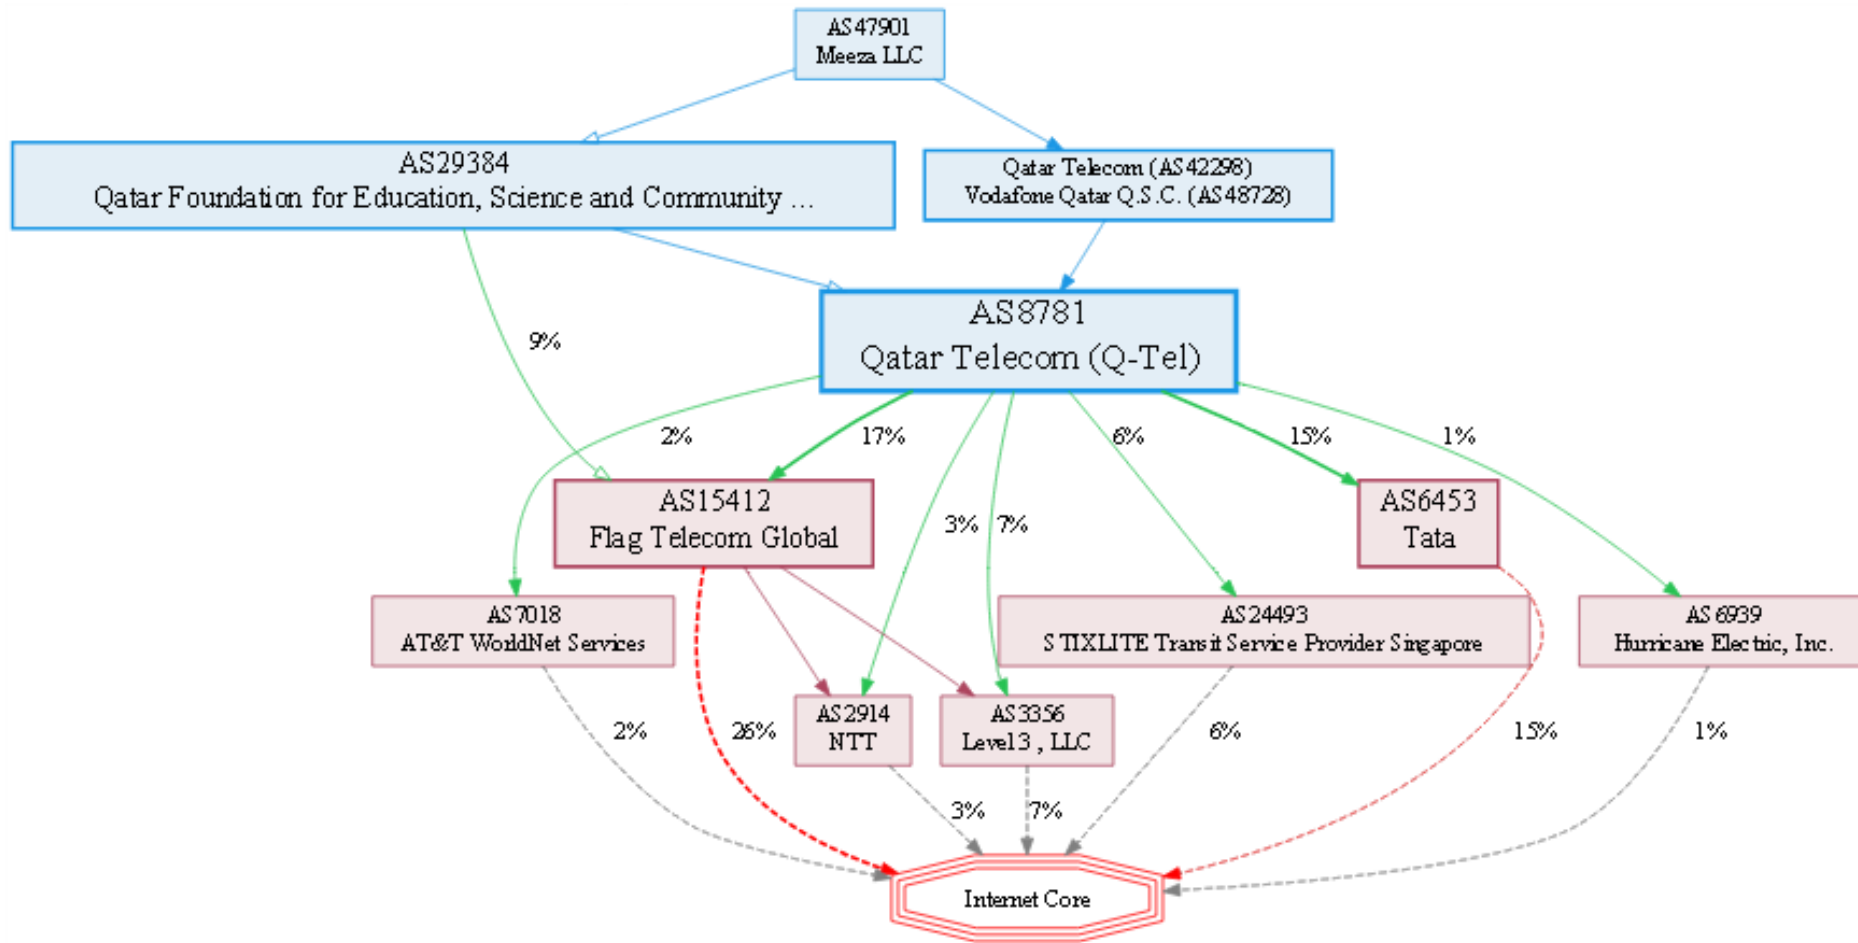 AS47901
Meeza LLC
AS29384
Qatar Foundation for Education, Science and Community ...
Qatar Telecom (AS42298)
Vodafone Qatar Q.S.C. (AS48728)
AS8781
Qatar Telecom (Q-Tel)
9%
2%
17%
3%
7%
6%
15%
1%
AS15412
Flag Telecom Global
AS6453
Tata
AS7018
AT&T WorldNet Services
AS24493
STIXLITE Transit Service Provider Singapore
AS6939
Hurricane Electric, Inc.
AS2914
NTT
AS3356
Level3 , LLC
2%
26%
6%
15%
1%
3%
7%
Internet Core